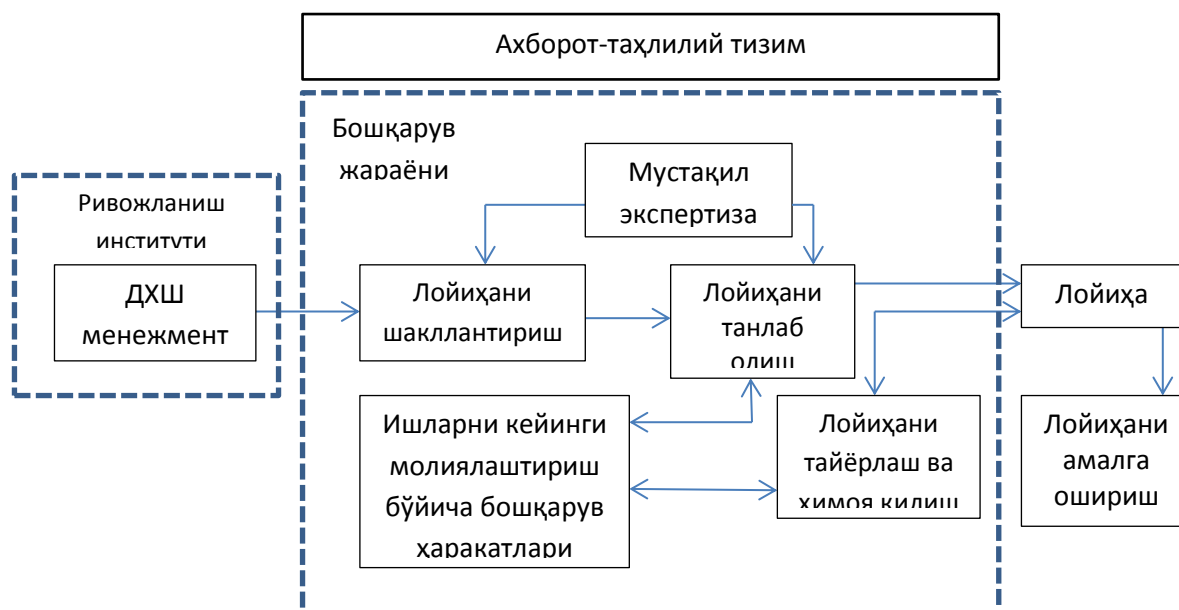 Ахборот-таҳлилий тизим
Бошқарув
жараёни
Мустақил
экспертиза
Ривожланиш
институти
ДХШ
менежмент
Лойиҳани
шакллантириш
Лойиҳани
танлаб
олиш
Лойиҳа
Ишларни кейинги
молиялаштириш
бўйича бошқарув
ҳаракатлари
Лойиҳани
тайёрлаш ва
ҳимоя қилиш
Лойиҳани
амалга
ошириш